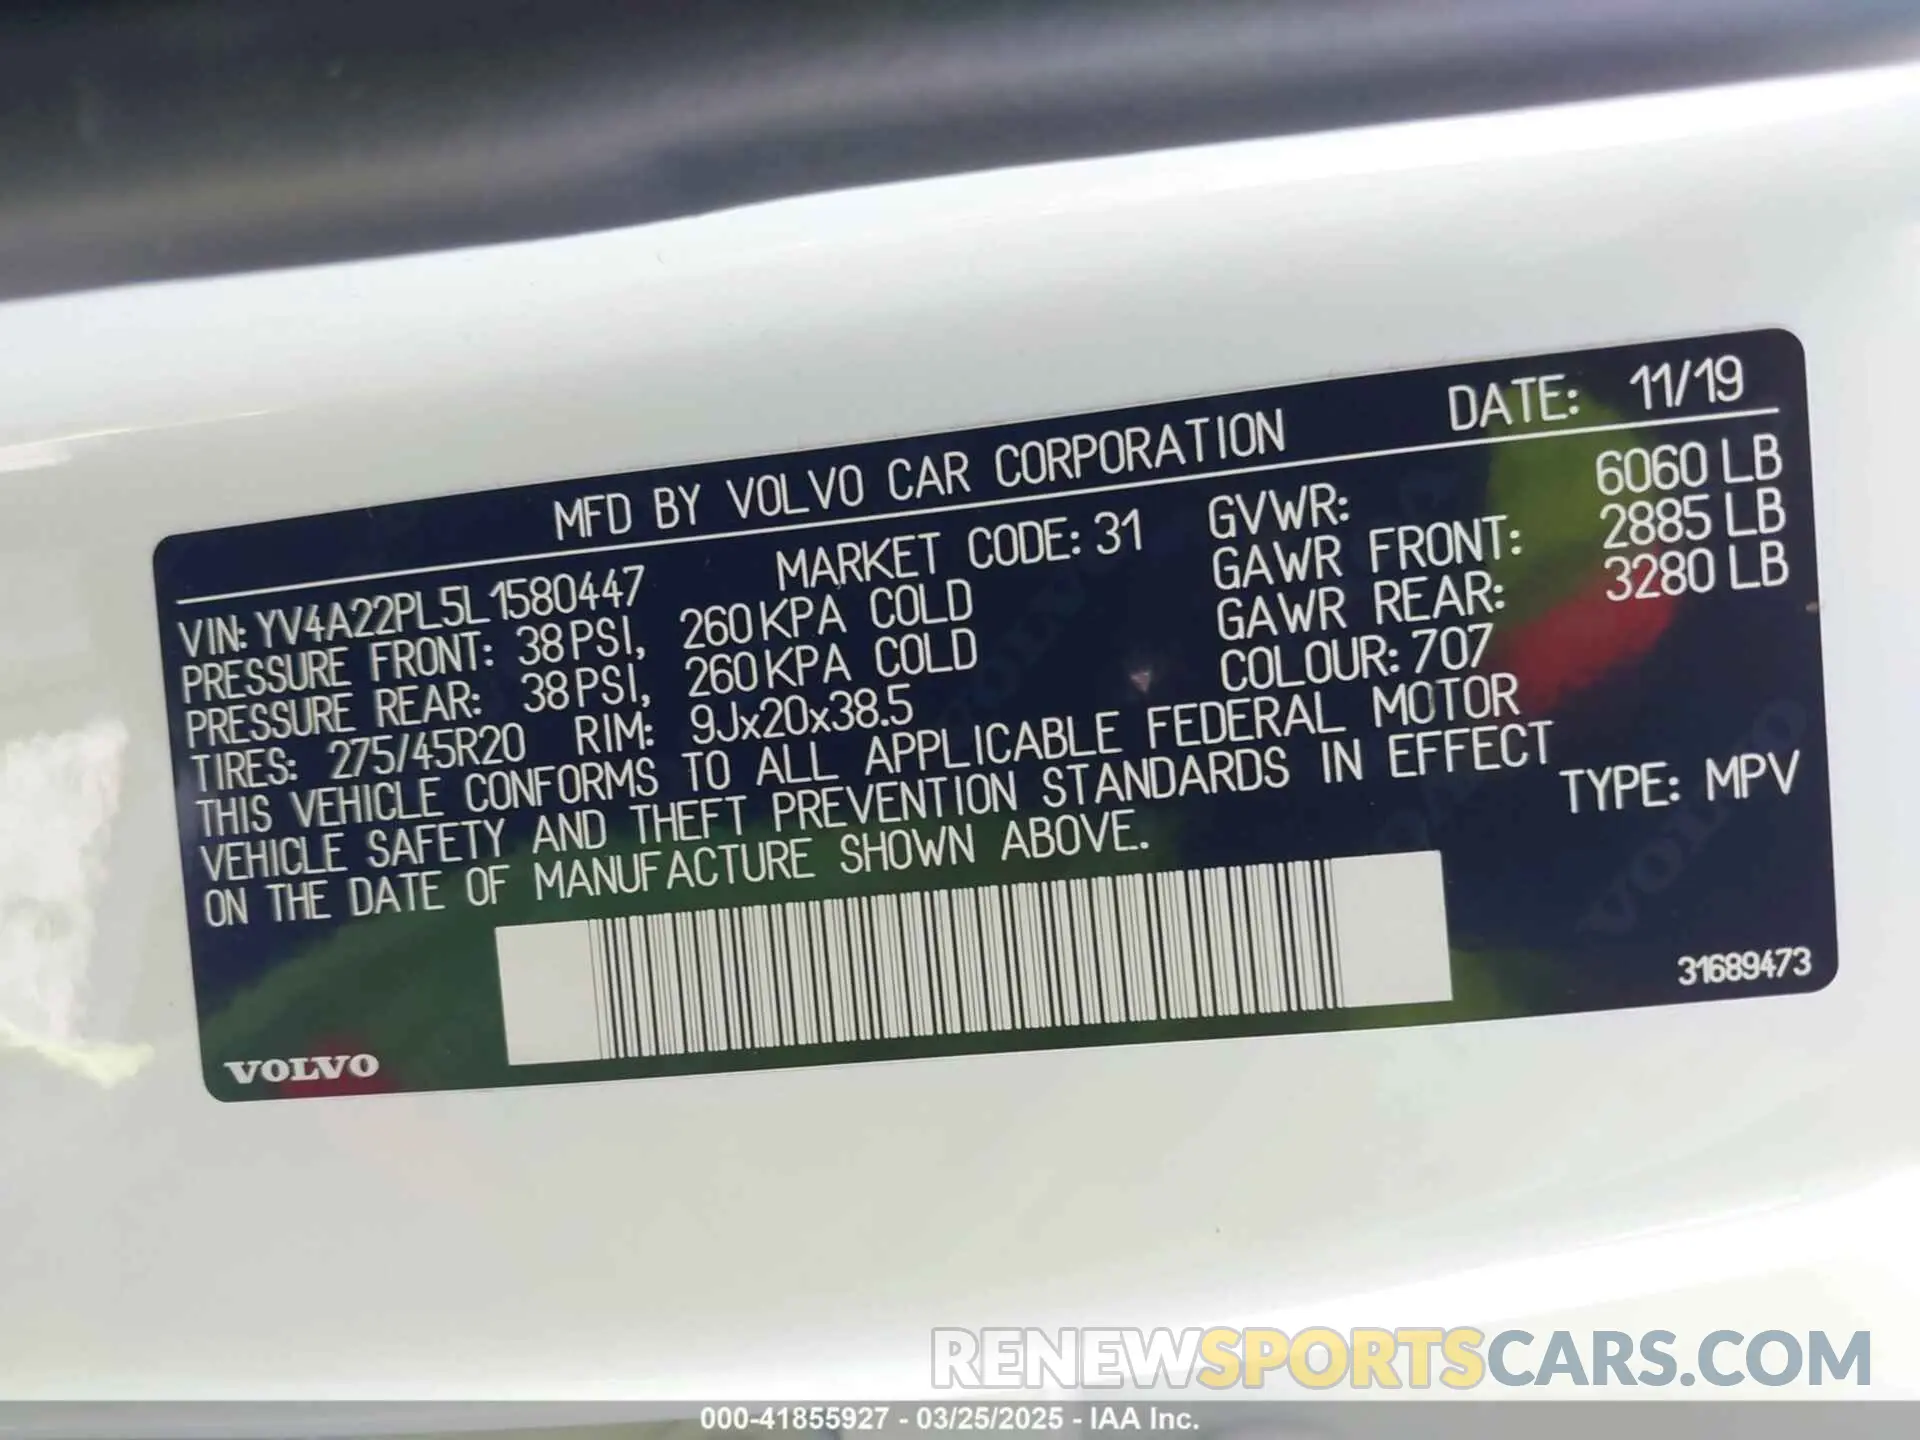 MFD BY VOLVO CAR CORPORATION DATE: 11/19
VIN: YV4A22PL5L1580447 MARKET CODE: 31 GVWR: 6060 LB
PRESSURE FRONT: 38PSI, 260KPA COLD GAWR FRONT: 2885 LB
PRESSURE REAR: 38PSI, 260KPA COLD GAWR REAR: 3280 LB
TIRES: 275/45R20 RIM: 9Jx20x38.5 COLOUR: 707
THIS VEHICLE CONFORMS TO ALL APPLICABLE FEDERAL MOTOR
VEHICLE SAFETY AND THEFT PREVENTION STANDARDS IN EFFECT
ON THE DATE OF MANUFACTURE SHOWN ABOVE. TYPE: MPV
31689473
VOLVO
RENEWSPORTSCARS.COM
000-41855927 - 03/25/2025 - IAA Inc.